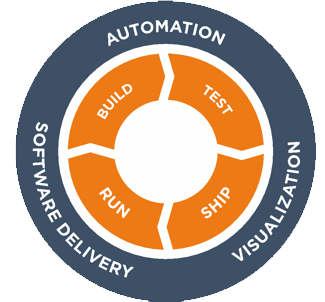 AUTOMATION
BUILD
TEST
RUN
SHIP
SOFTWARE DELIVERY
VISUALIZATION